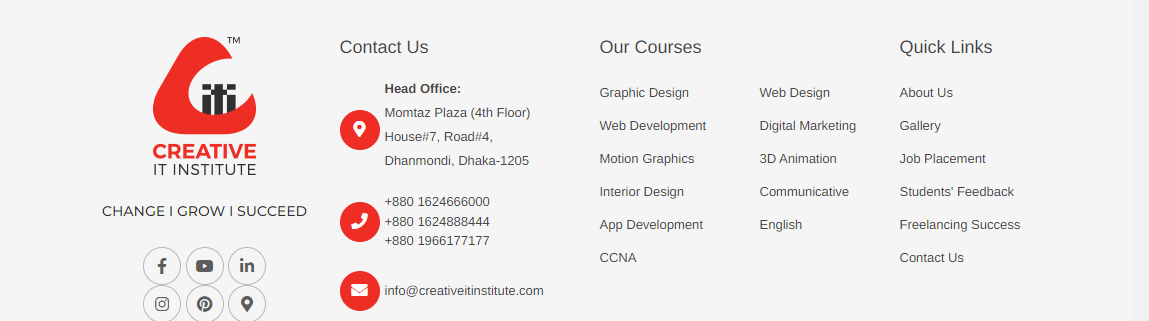 TM
iTi
CREATIVE
IT INSTITUTE
CHANGE I GROW I SUCCEED
Contact Us
Head Office:
Momtaz Plaza (4th Floor)
House#7, Road#4,
Dhanmondi, Dhaka-1205
+880 1624666000
+880 1624888444
+880 1966177177
info@creativeitinstitute.com
Our Courses
Graphic Design
Web Development
Motion Graphics
Interior Design
App Development
CCNA
Web Design
Digital Marketing
3D Animation
Communicative
English
Quick Links
About Us
Gallery
Job Placement
Students' Feedback
Freelancing Success
Contact Us